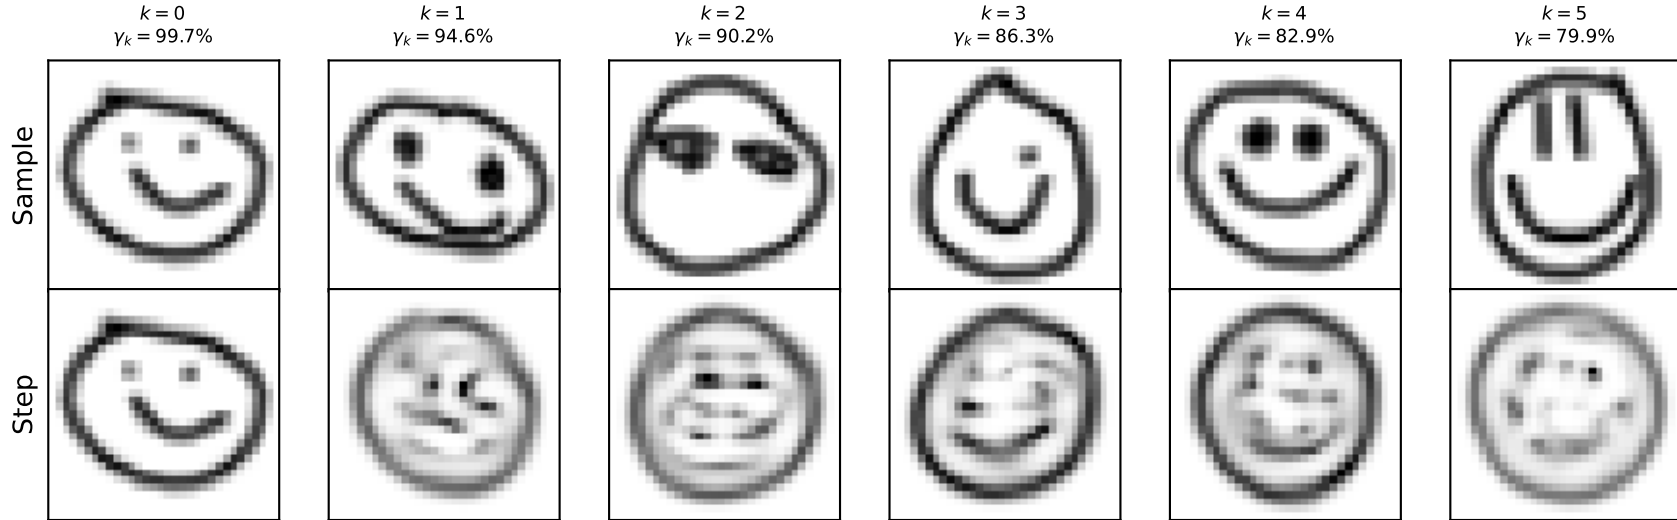 k = 0
γk = 99.7%
k = 1
γk = 94.6%
k = 2
γk = 90.2%
k = 3
γk = 86.3%
k = 4
γk = 82.9%
k = 5
γk = 79.9%
Sample
Step